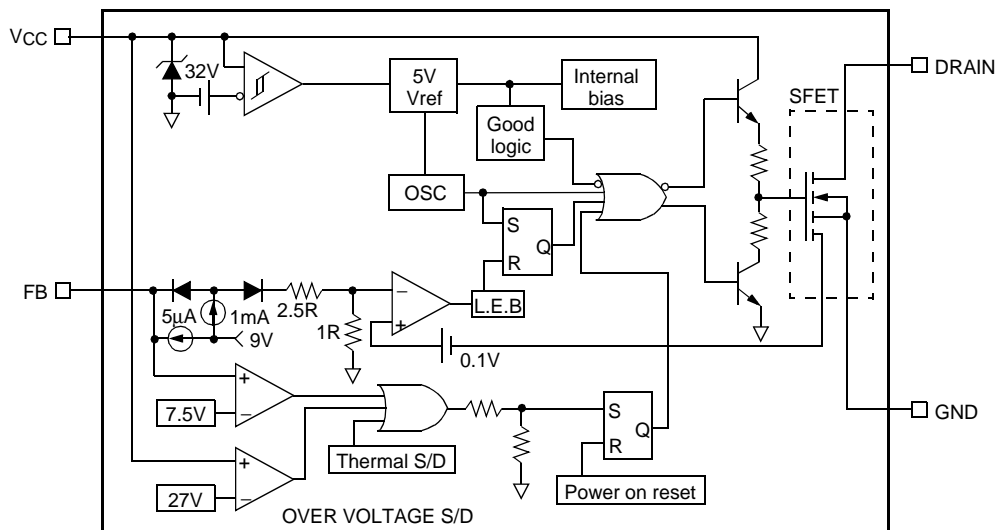 VCC
DRAIN
32V
5V
Vref
Internal
bias
SFET
Good
logic
OSC
S
Q
R
FB
5µA
1mA
9V
2.5R
1R
−
+
L.E.B
0.1V
+
7.5V
−
S
Q
R
GND
Thermal S/D
+
27V
−
Power on reset
OVER VOLTAGE S/D